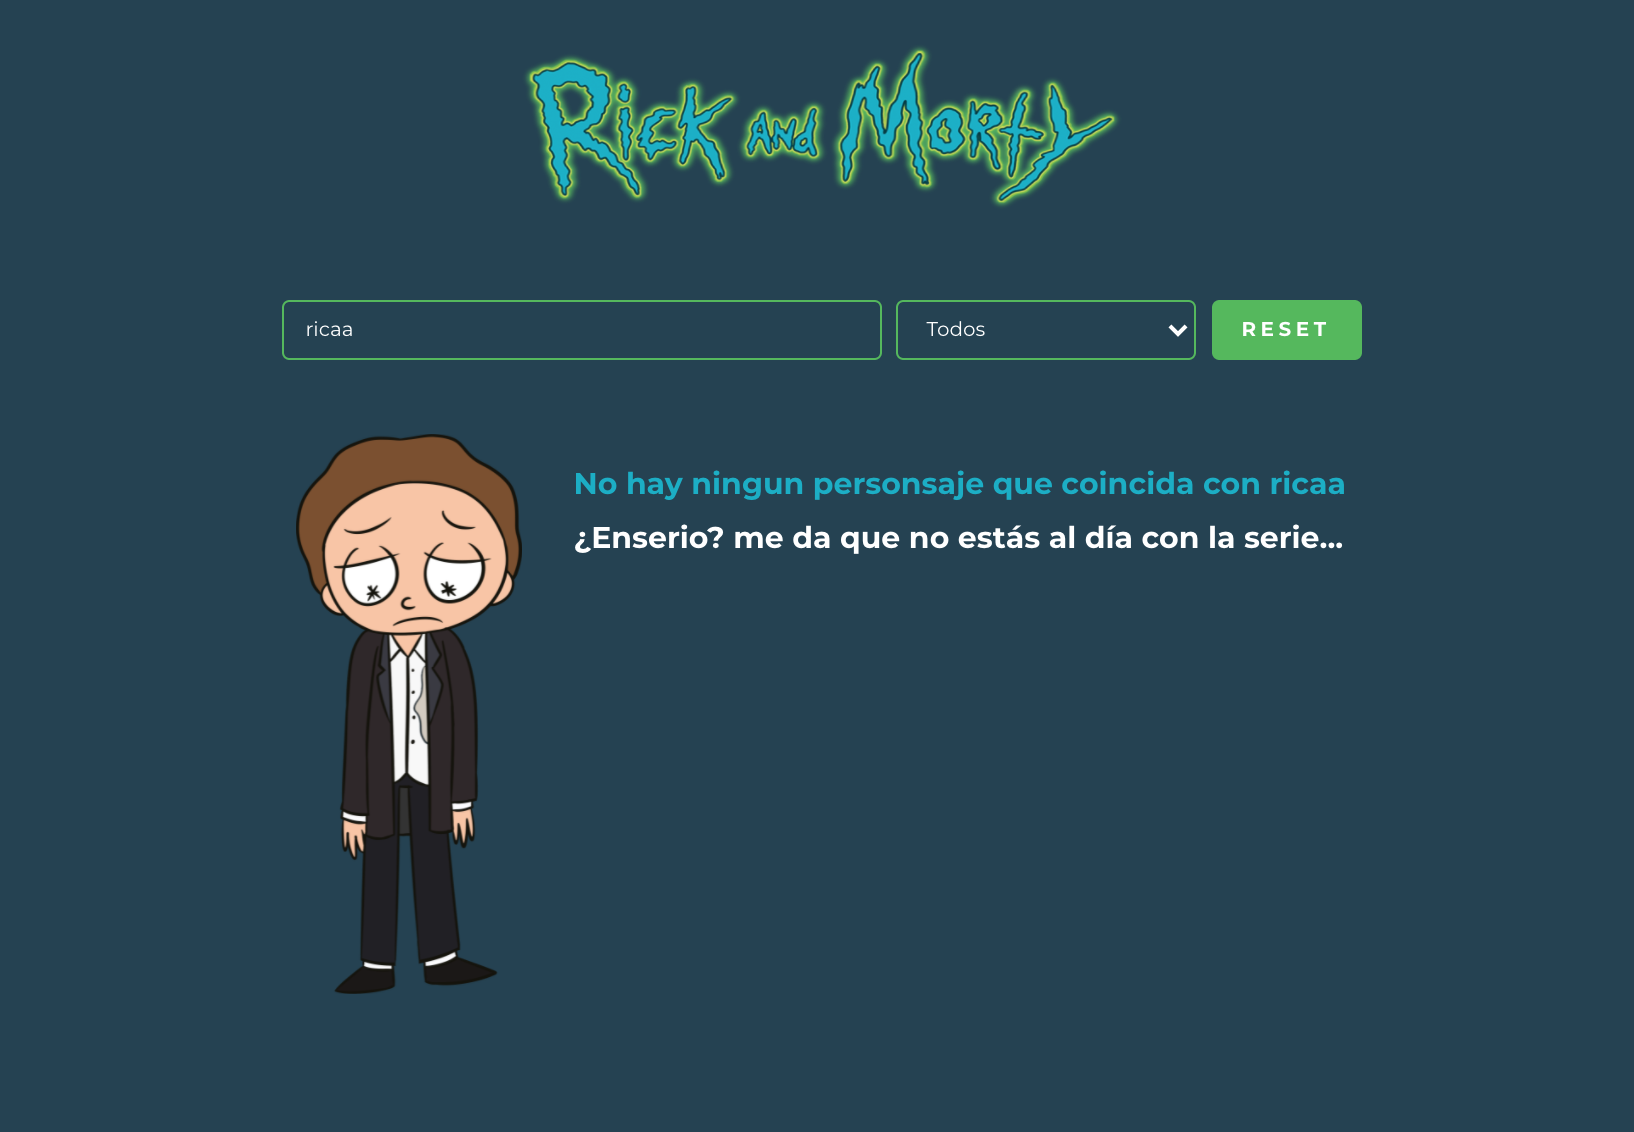 Rick and Morty
ricaa
Todos
RESET
No hay ningun personaje que coincida con ricaa
¿Enserio? me da que no estás al día con la serie...